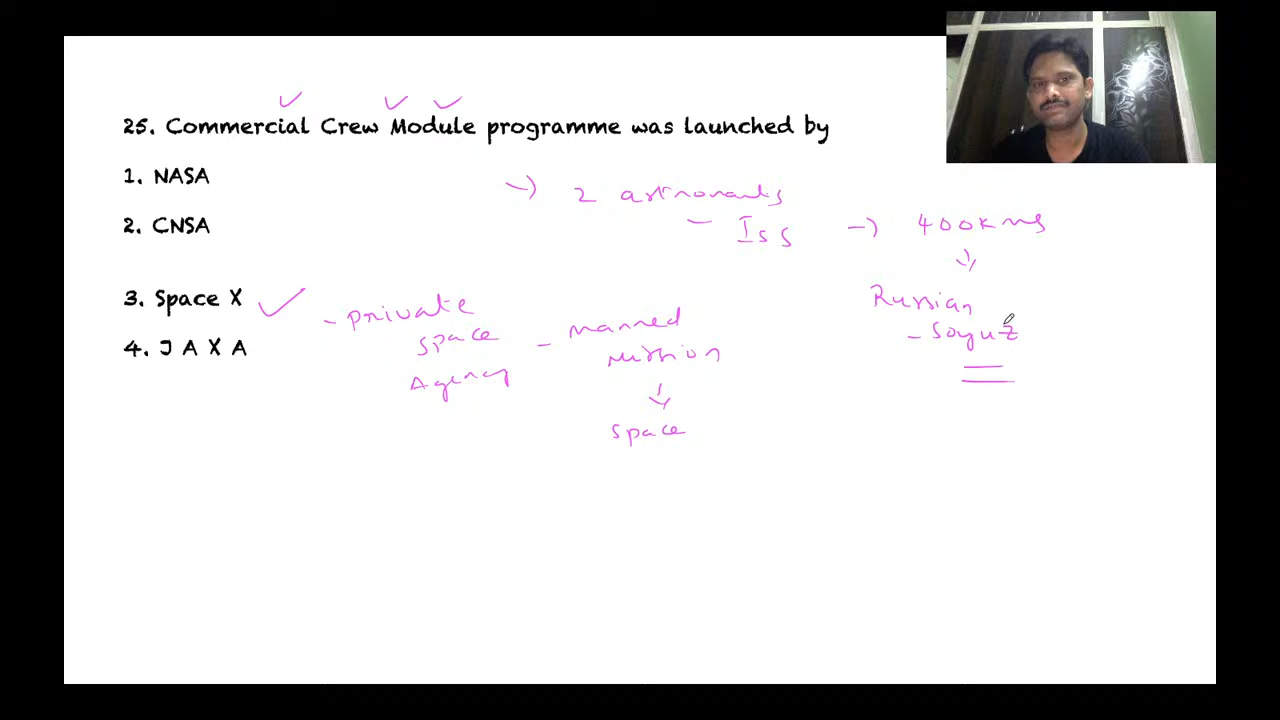 25. Commercial Crew Module programme was launched by
1. NASA
2. CNSA
3. Space X
4. J A X A
→ 2 astronauts
- ISS → 400kms
Russian
- Soyuz
- private
space
Agency
- manned
mission
space